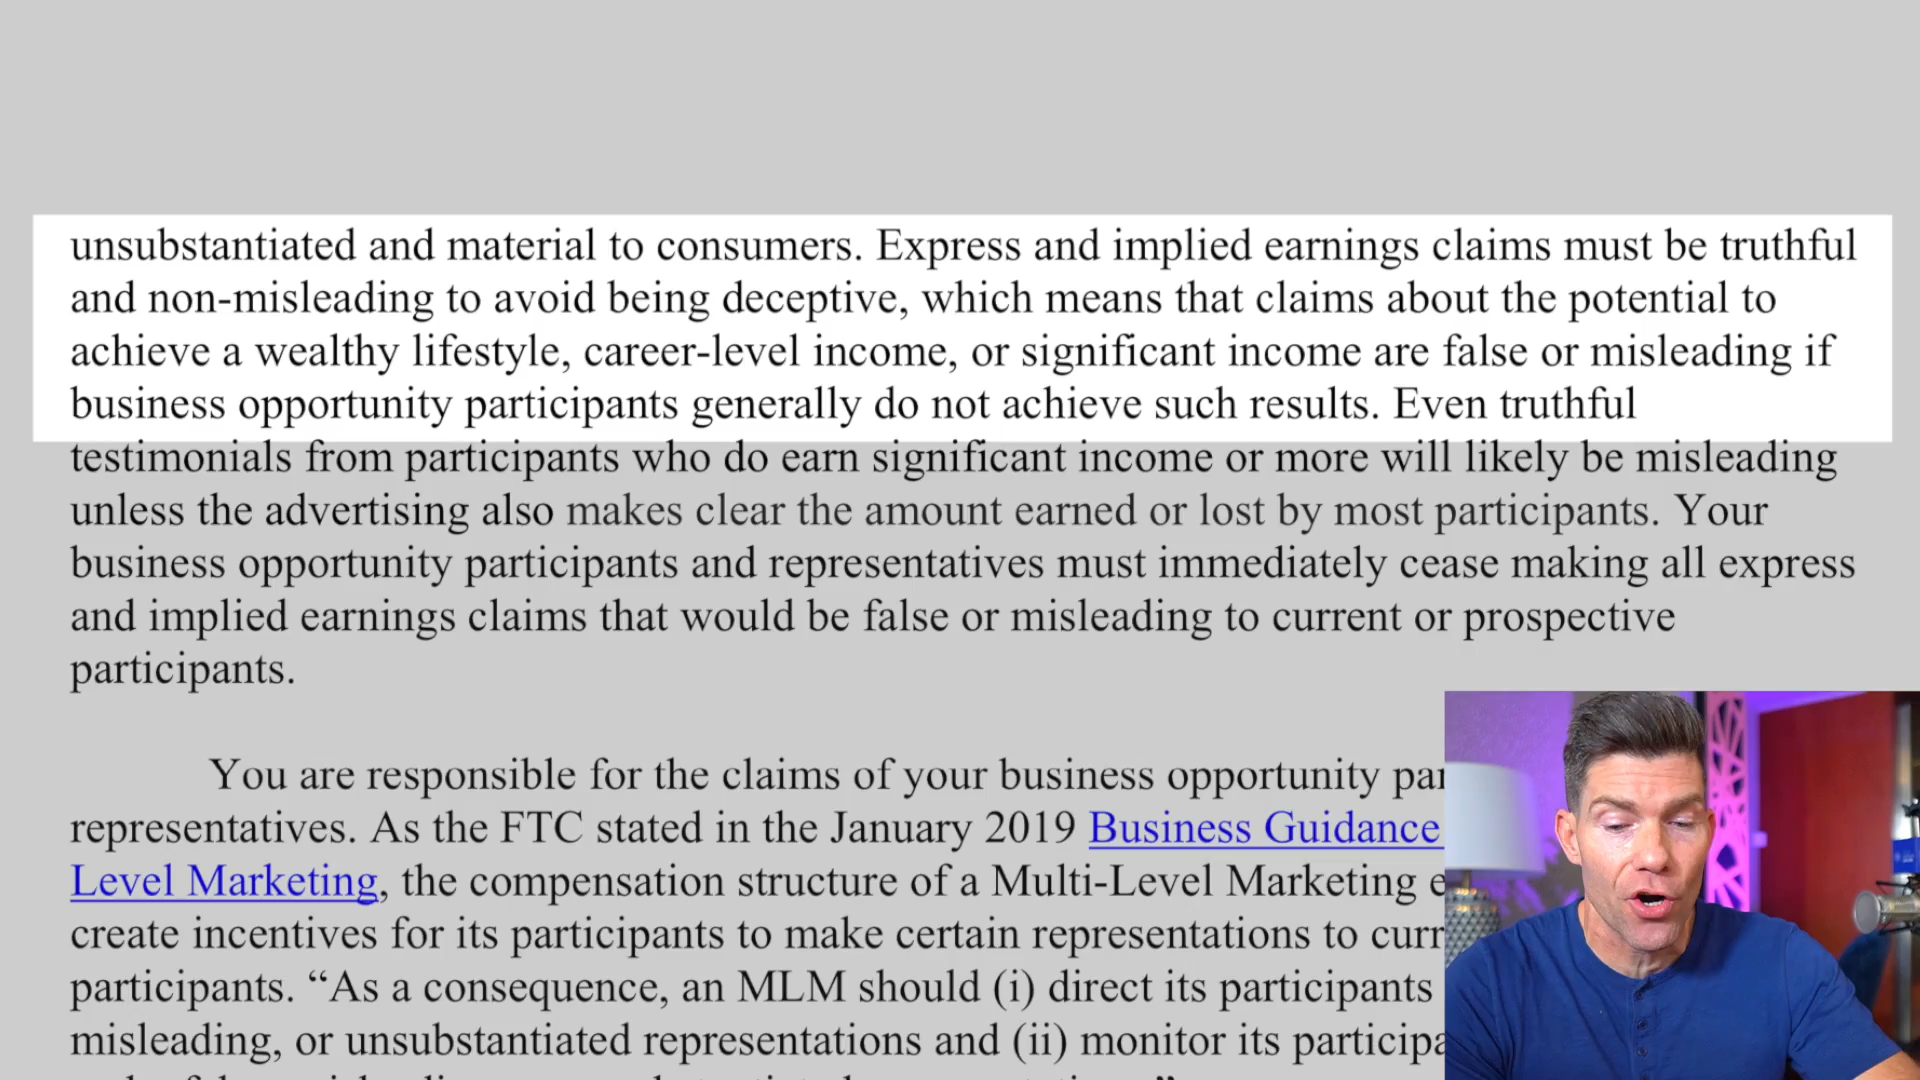 unsubstantiated and material to consumers. Express and implied earnings claims must be truthful
and non-misleading to avoid being deceptive, which means that claims about the potential to
achieve a wealthy lifestyle, career-level income, or significant income are false or misleading if
business opportunity participants generally do not achieve such results. Even truthful
testimonials from participants who do earn significant income or more will likely be misleading
unless the advertising also makes clear the amount earned or lost by most participants. Your
business opportunity participants and representatives must immediately cease making all express
and implied earnings claims that would be false or misleading to current or prospective
participants.
You are responsible for the claims of your business opportunity
representatives. As the FTC stated in the January 2019 Business Guidance
Level Marketing, the compensation structure of a Multi-Level Marketing
create incentives for its participants to make certain representations to
participants. “As a consequence, an MLM should (i) direct its participants
misleading, or unsubstantiated representations and (ii) monitor its